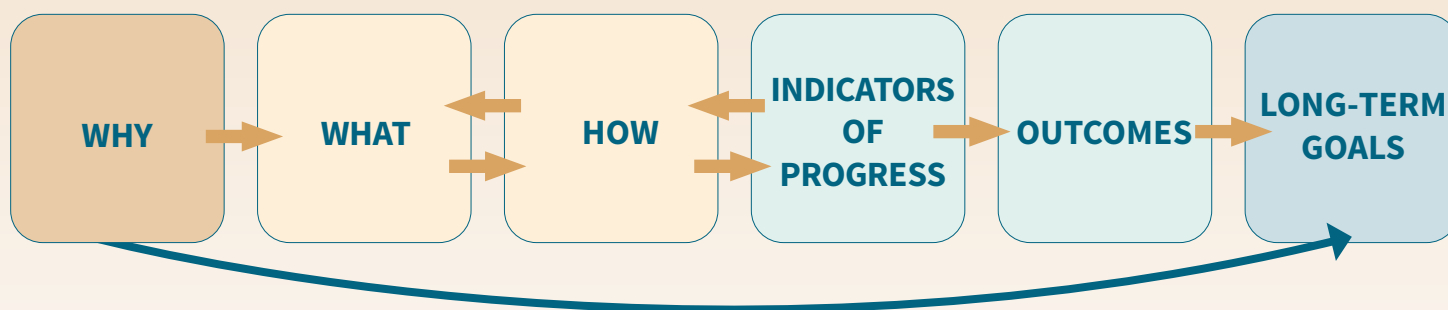 WHY
WHAT
HOW
INDICATORS
OF
PROGRESS
OUTCOMES
LONG-TERM
GOALS